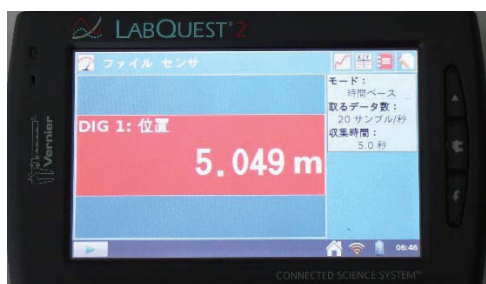 LABQUEST® 2
ファイル センサ
モード：
時間ベース
取るデータ数：
20 サンプル/秒
収集時間：
5.0 秒
DIG 1: 位置
5.049 m
Vernier
06:46
CONNECTED SCIENCE SYSTEM™